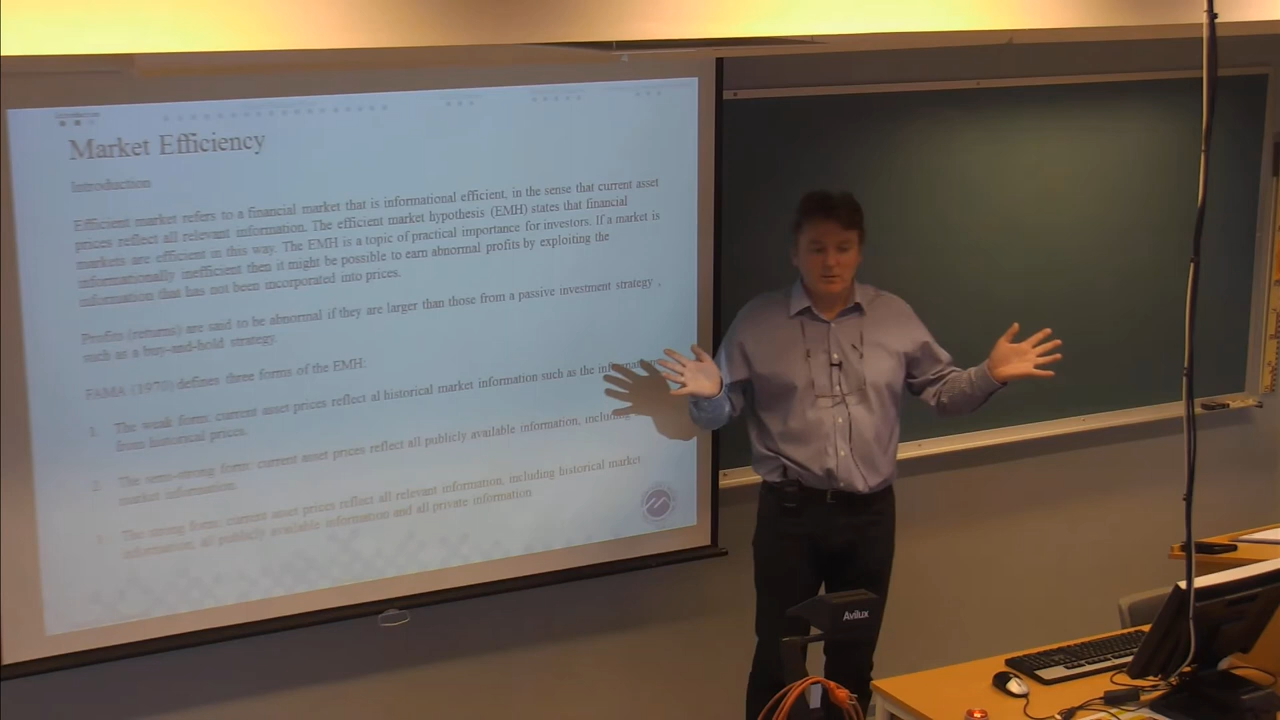 Introduction
Market Efficiency
Introduction
Efficient market refers to a financial market that is informational efficient, in the sense that current asset
prices reflect all relevant information. The efficient market hypothesis (EMH) states that financial
markets are efficient in this way. The EMH is a topic of practical importance for investors. If a market is
informationally inefficient then it might be possible to earn abnormal profits by exploiting the
information that has not been incorporated into prices.
Profits (returns) are said to be abnormal if they are larger than those from a passive investment strategy ,
such as a buy-and-hold strategy.
FAMA (1970) defines three forms of the EMH:
1. The weak form: current asset prices reflect al historical market information such as the information
from historical prices.
2. The semi-strong form: current asset prices reflect all publicly available information, including
market information.
3. The strong form: current asset prices reflect all relevant information, including historical market
information, all publicly available information and all private information
Avilux